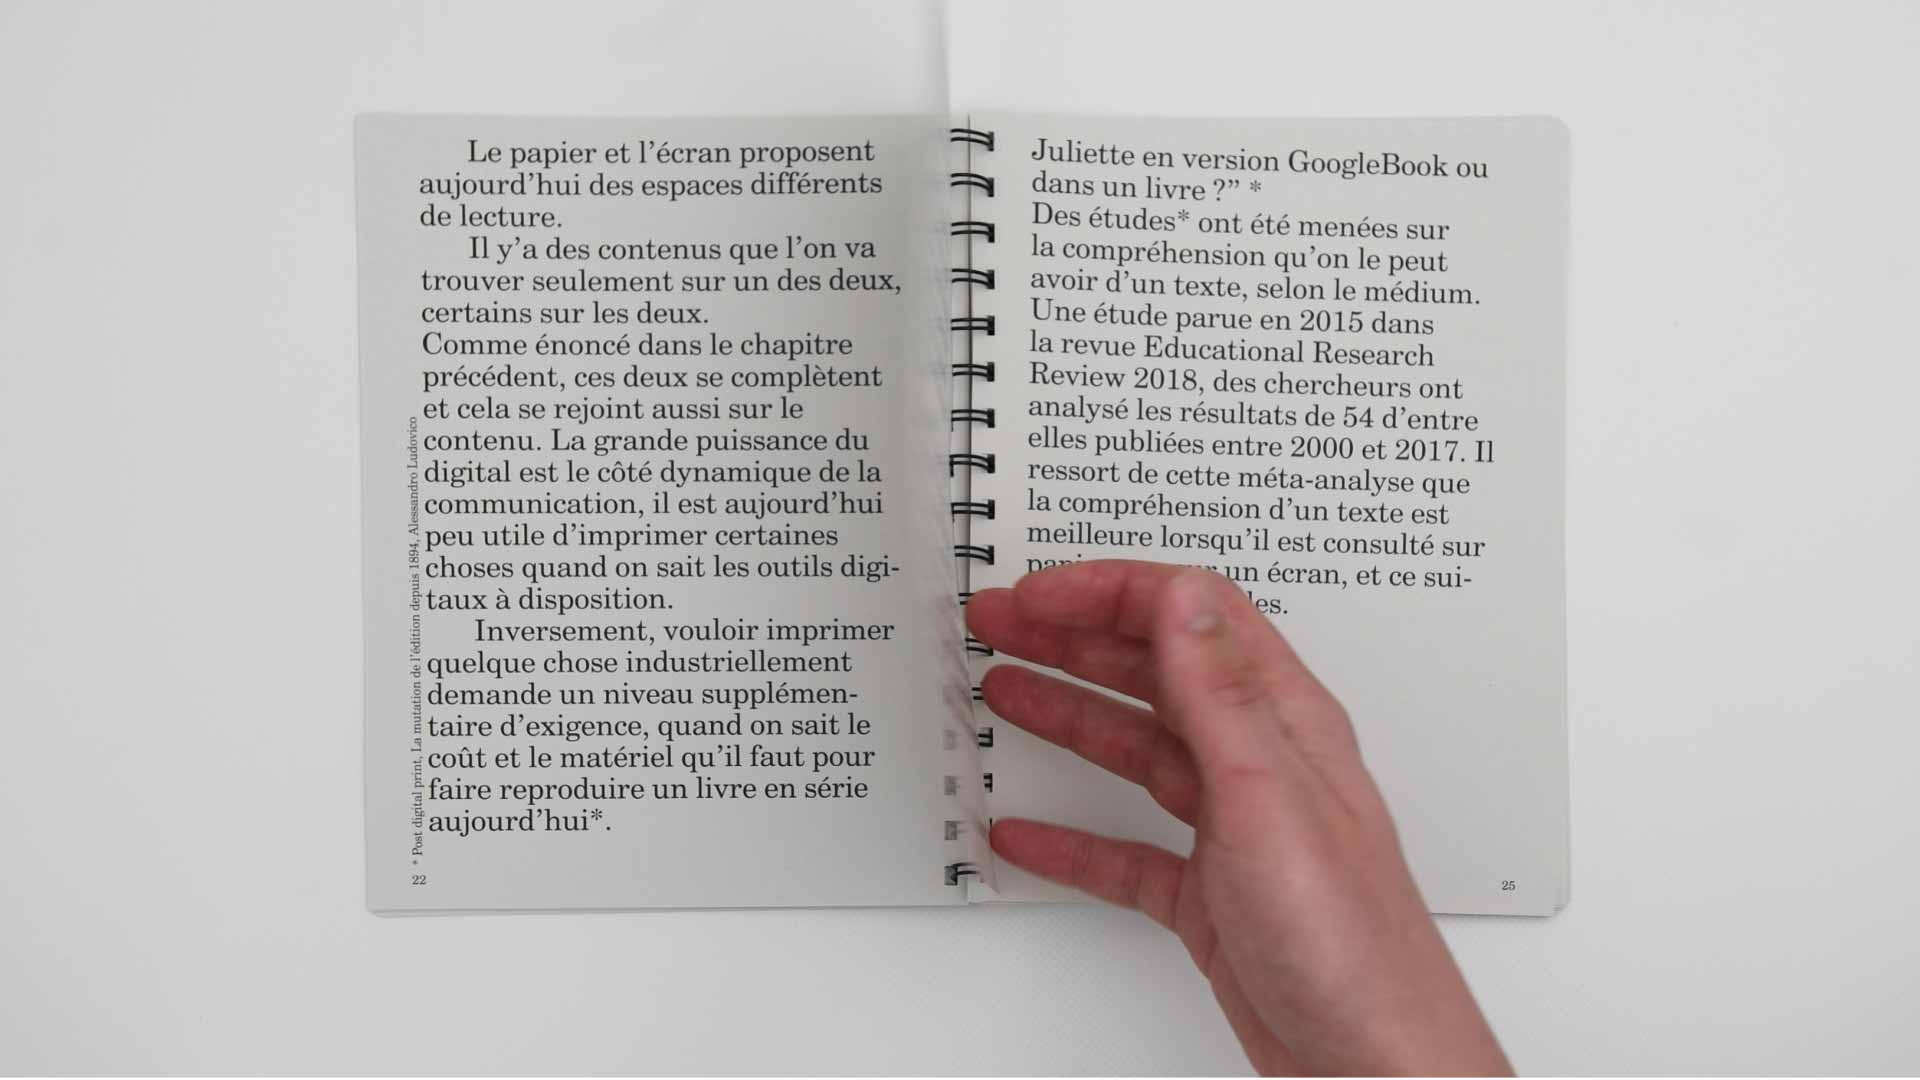 Le papier et l’écran proposent
aujourd’hui des espaces différents
de lecture.
Il y’a des contenus que l’on va
trouver seulement sur un des deux,
certains sur les deux.
Comme énoncé dans le chapitre
précédent, ces deux se complètent
et cela se rejoint aussi sur le
contenu. La grande puissance du
digital est le côté dynamique de la
communication, il est aujourd’hui
peu utile d’imprimer certaines
choses quand on sait les outils digi-
taux à disposition.
Inversement, vouloir imprimer
quelque chose industriellement
demande un niveau supplémen-
taire d’exigence, quand on sait le
coût et le matériel qu’il faut pour
faire reproduire un livre en série
aujourd’hui*.
* Post digital print, La mutation de l’édition depuis 1894, Alessandro Ludovico
22
Juliette en version GoogleBook ou
dans un livre ?” *
Des études* ont été menées sur
la compréhension qu’on le peut
avoir d’un texte, selon le médium.
Une étude parue en 2015 dans
la revue Educational Research
Review 2018, des chercheurs ont
analysé les résultats de 54 d’entre
elles publiées entre 2000 et 2017. Il
ressort de cette méta-analyse que
la compréhension d’un texte est
meilleure lorsqu’il est consulté sur
un écran, et ce sui-
25